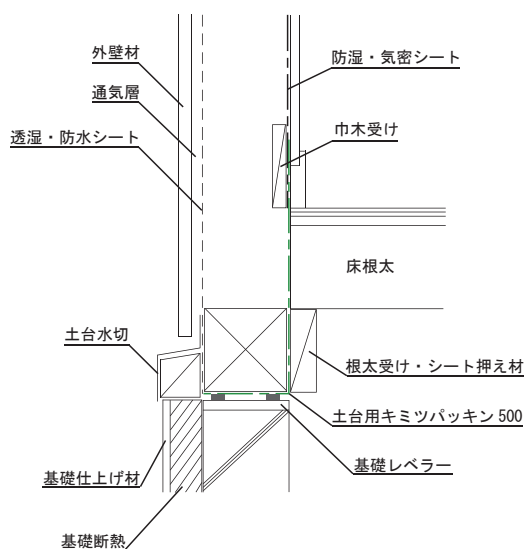 外壁材
防湿・気密シート
通気層
透湿・防水シート
巾木受け
床根太
土台水切
根太受け・シート押え材
土台用キミツパッキン 500
基礎レベラー
基礎仕上げ材
基礎断熱